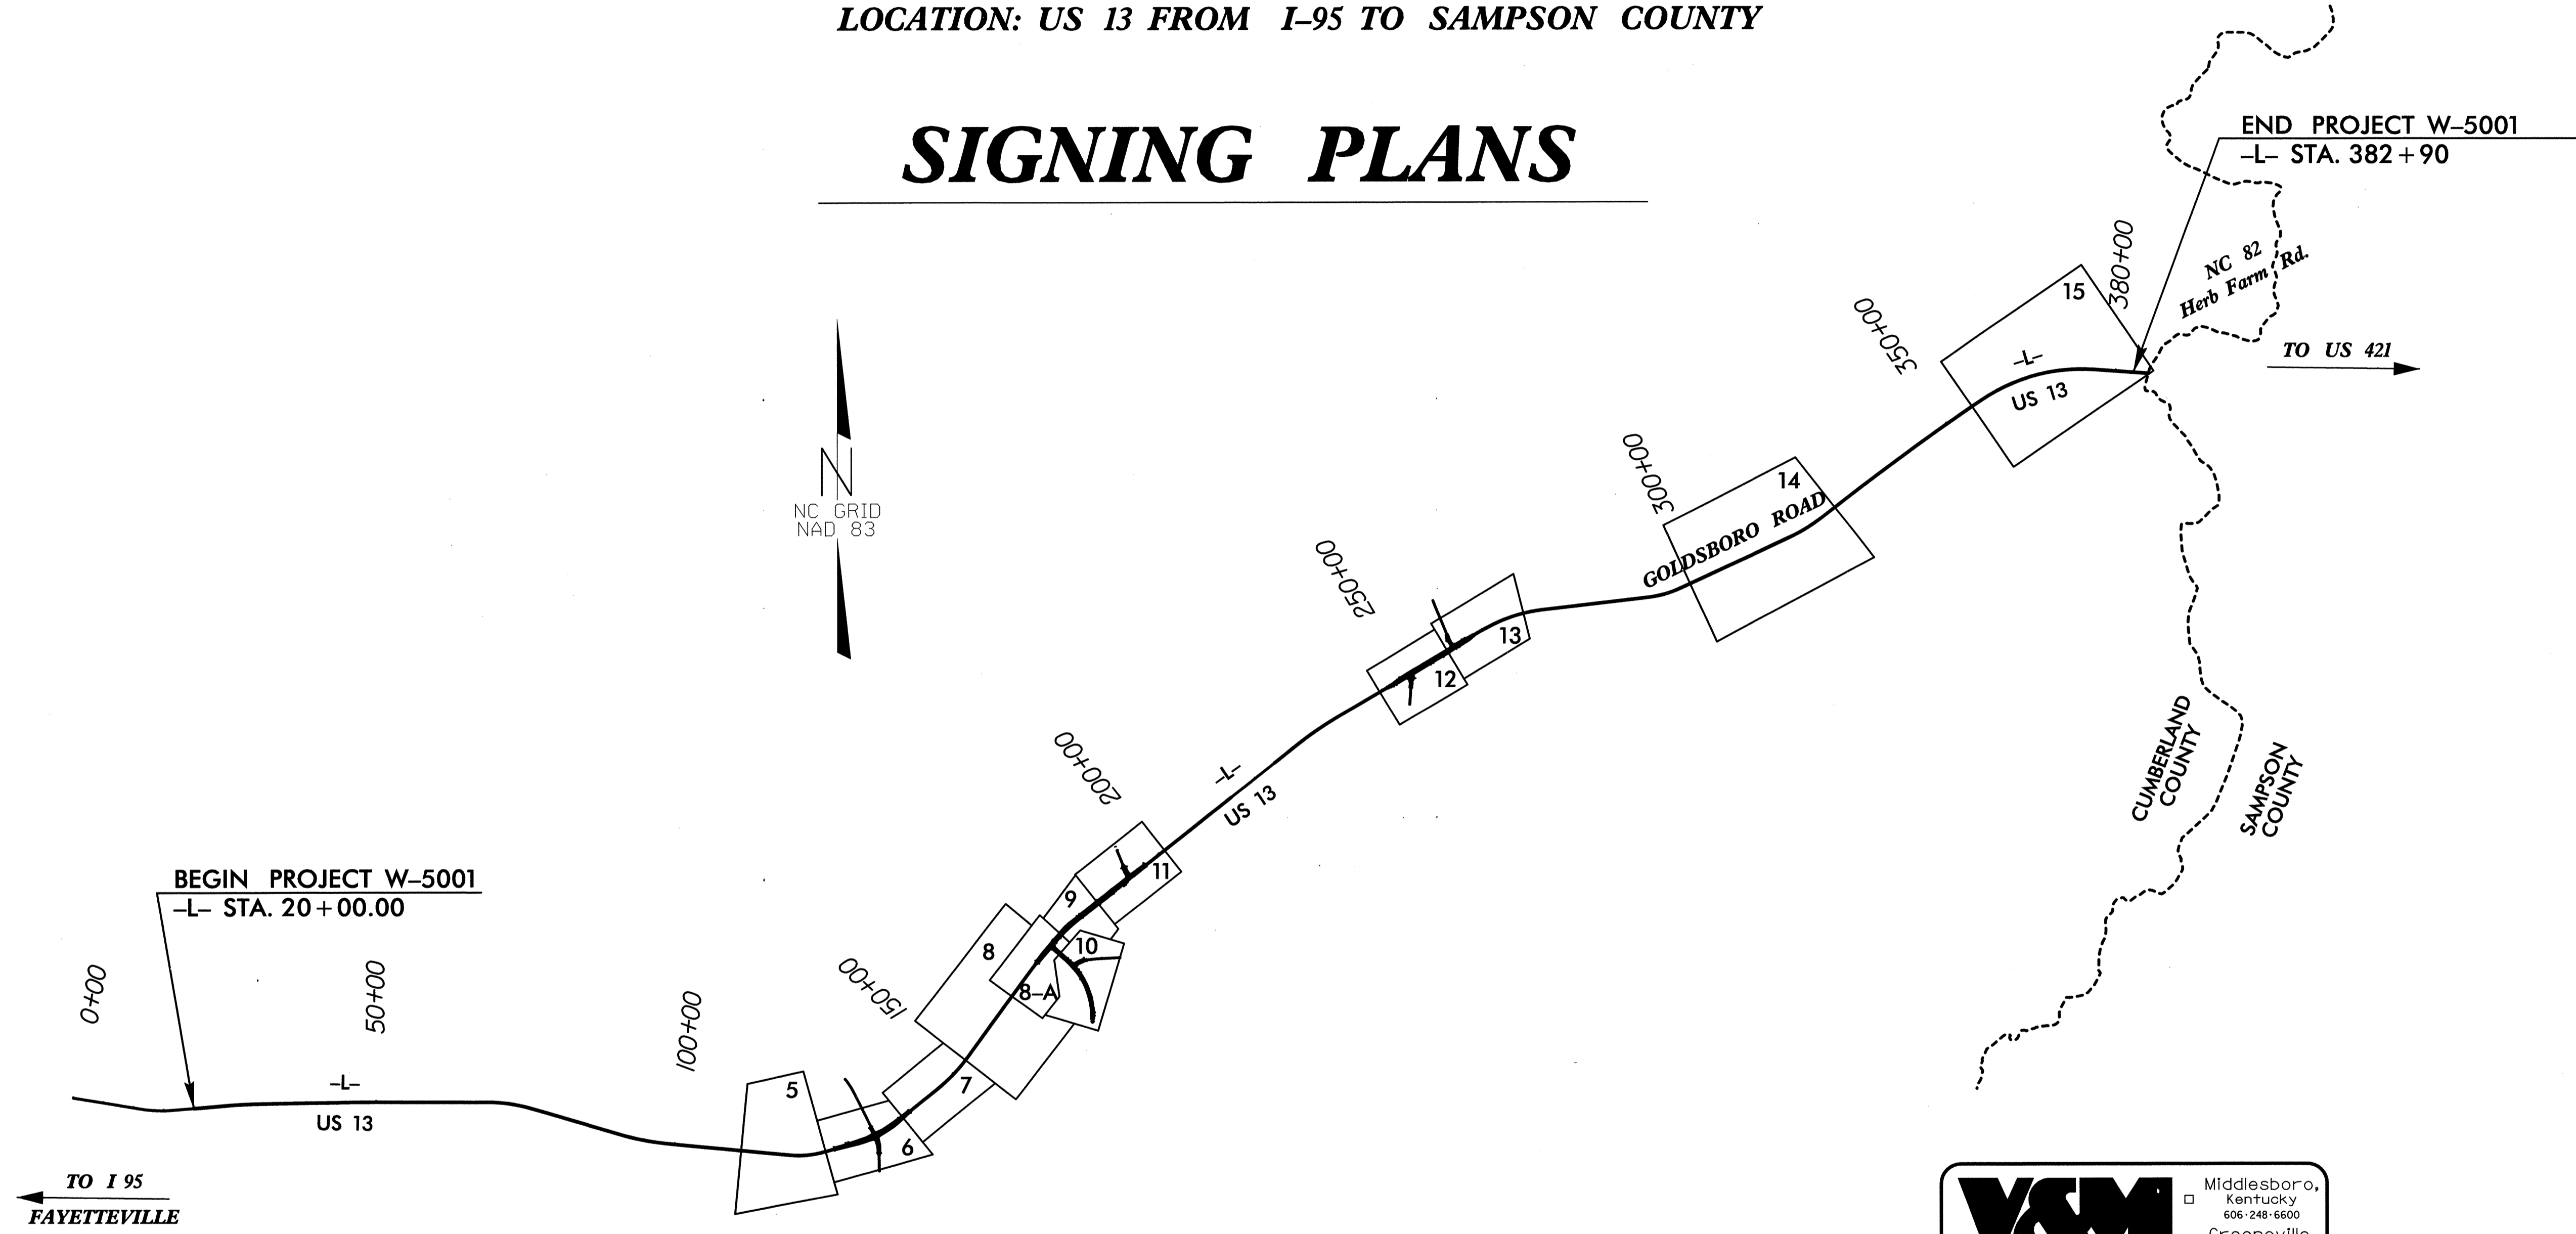 LOCATION: US 13 FROM I-95 TO SAMPSON COUNTY
SIGNING PLANS
END PROJECT W-5001
-L- STA. 382+90
NC 82
Herb Farm Rd.
380+00
15
350+00
-L-
US 13
TO US 421
N
NC GRID
NAD 83
300+00
14
GOLDSBORO ROAD
250+00
13
12
200+00
-L-
US 13
CUMBERLAND
COUNTY
SAMPSON
COUNTY
BEGIN PROJECT W-5001
-L- STA. 20+00.00
11
9
10
8
8-A
150+00
0+00
50+00
100+00
-L-
US 13
5
7
6
TO I 95
FAYETTEVILLE
V&M
Middlesboro,
Kentucky
606·248·6600
Greeneville